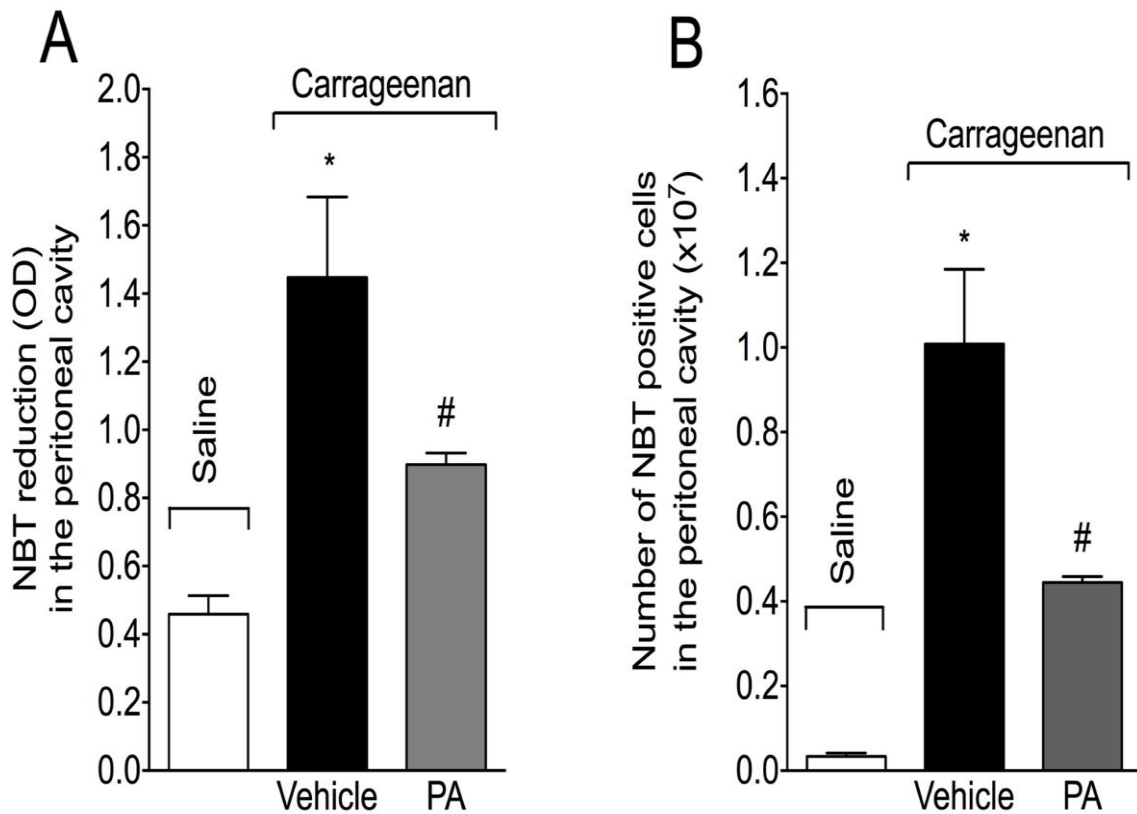 A
NBT reduction (OD)
in the peritoneal cavity
2.0
1.8
1.6
1.4
1.2
1.0
0.8
0.6
0.4
0.2
0.0
Saline
Carrageenan
*
#
Vehicle PA
B
Number of NBT positive cells
in the peritoneal cavity (x10⁷)
1.6
1.4
1.2
1.0
0.8
0.6
0.4
0.2
0.0
Saline
Carrageenan
*
#
Vehicle PA